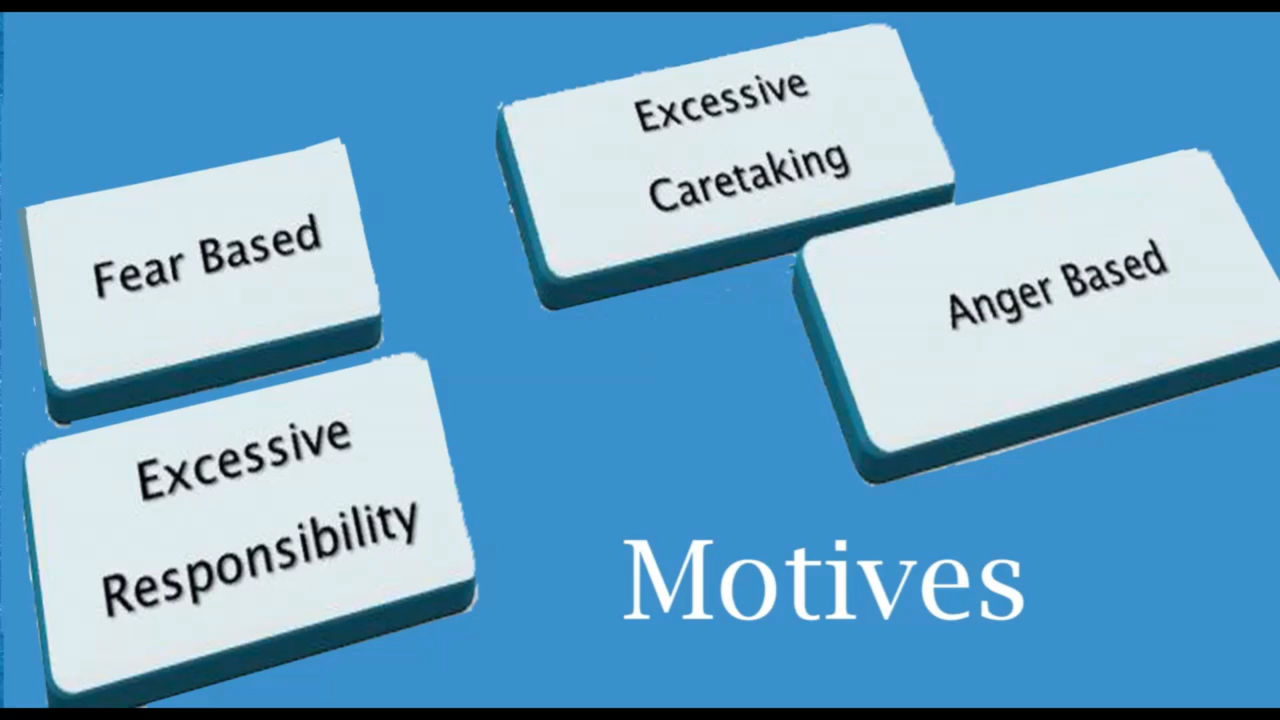 Excessive
Caretaking
Fear Based
Anger Based
Excessive
Responsibility
Motives